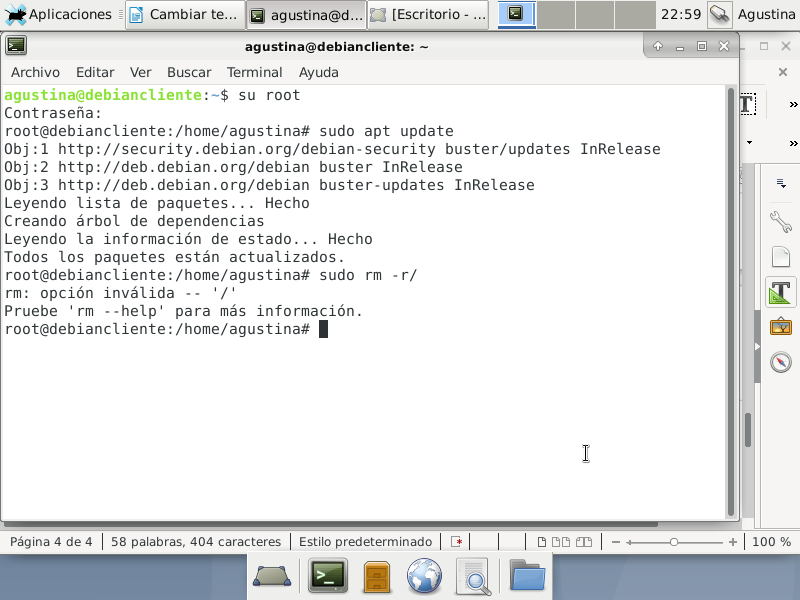 Aplicaciones
Cambiar te...
agustina@d...
[Escritorio - ...
22:59
Agustina
agustina@debiancliente: ~
Archivo Editar Ver Buscar Terminal Ayuda
agustina@debiancliente:~$ su root
Contraseña:
root@debiancliente:/home/agustina# sudo apt update
Obj:1 http://security.debian.org/debian-security buster/updates InRelease
Obj:2 http://deb.debian.org/debian buster InRelease
Obj:3 http://deb.debian.org/debian buster-updates InRelease
Leyendo lista de paquetes... Hecho
Creando árbol de dependencias
Leyendo la información de estado... Hecho
Todos los paquetes están actualizados.
root@debiancliente:/home/agustina# sudo rm -r/
rm: opción inválida -- '/'
Pruebe 'rm --help' para más información.
root@debiancliente:/home/agustina#
Página 4 de 4
58 palabras, 404 caracteres
Estilo predeterminado
100 %